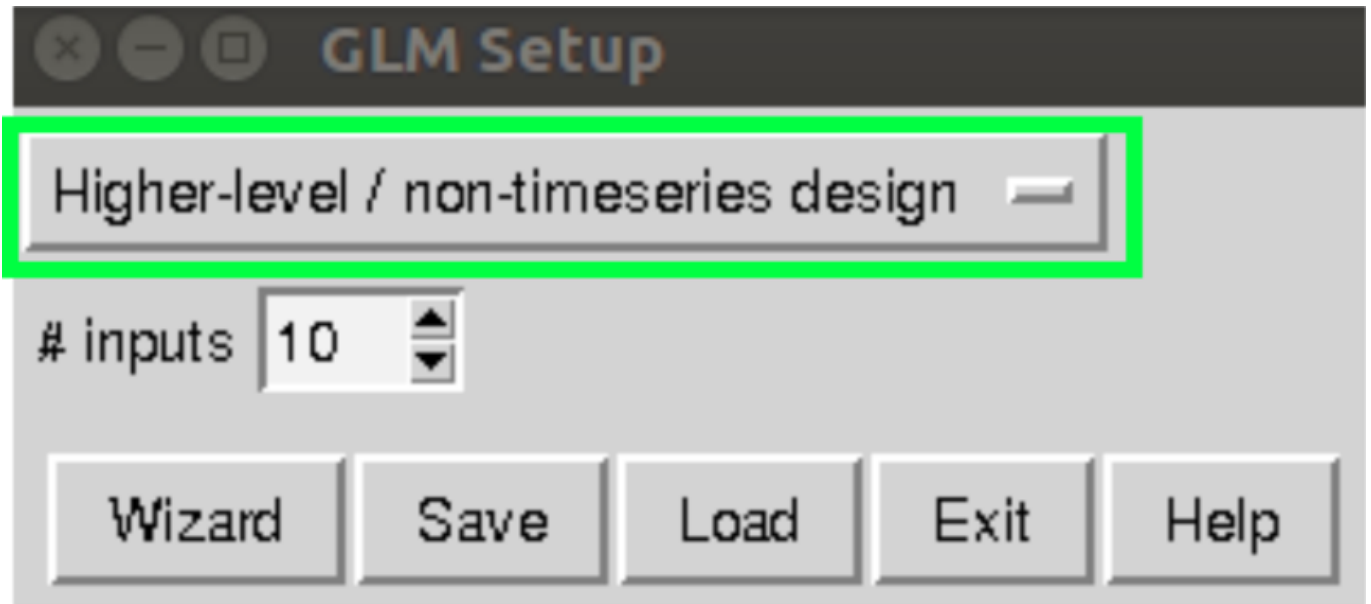 GLM Setup
Higher-level / non-timeseries design
# inputs 10
Wizard Save Load Exit Help